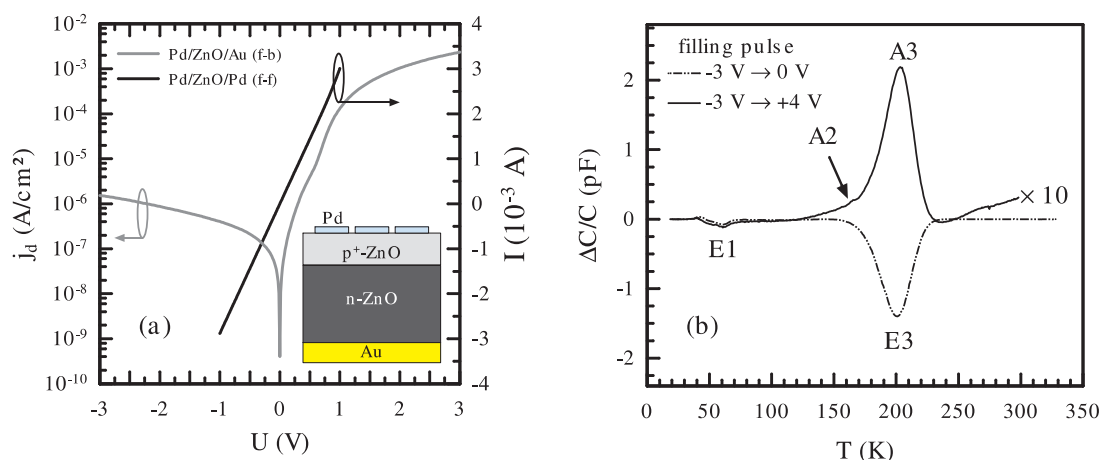 10⁻²
10⁻³
10⁻⁴
10⁻⁵
10⁻⁶
10⁻⁷
10⁻⁸
10⁻⁹
10⁻¹⁰
j_d (A/cm²)
Pd/ZnO/Au (f-b)
Pd/ZnO/Pd (f-f)
Pd
p⁺-ZnO
n-ZnO
Au
(a)
4
3
2
1
0
-1
-2
-3
-4
I (10⁻³ A)
-3 -2 -1 0 1 2 3
U (V)
2
1
0
-1
-2
ΔC/C (pF)
filling pulse
-3 V → 0 V
-3 V → +4 V
A3
A2
× 10
E1
E3
(b)
0 50 100 150 200 250 300 350
T (K)